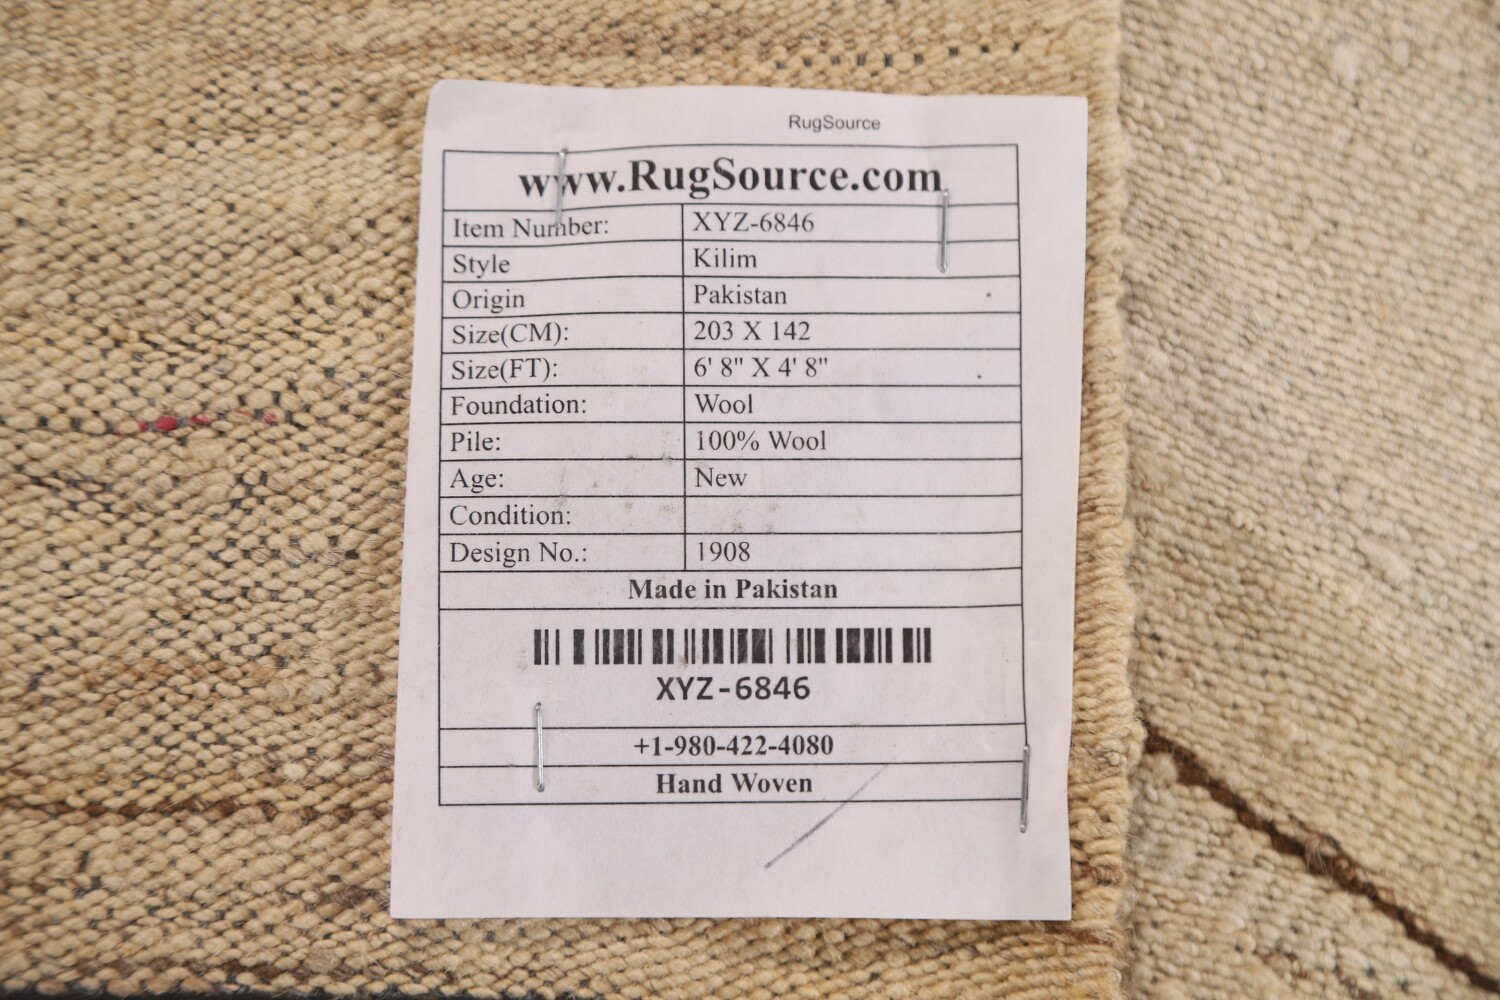 RugSource
www.RugSource.com
Item Number: XYZ-6846
Style Kilim
Origin Pakistan
Size(CM): 203 X 142
Size(FT): 6' 8" X 4' 8"
Foundation: Wool
Pile: 100% Wool
Age: New
Condition:
Design No.: 1908
Made in Pakistan
XYZ-6846
+1-980-422-4080
Hand Woven